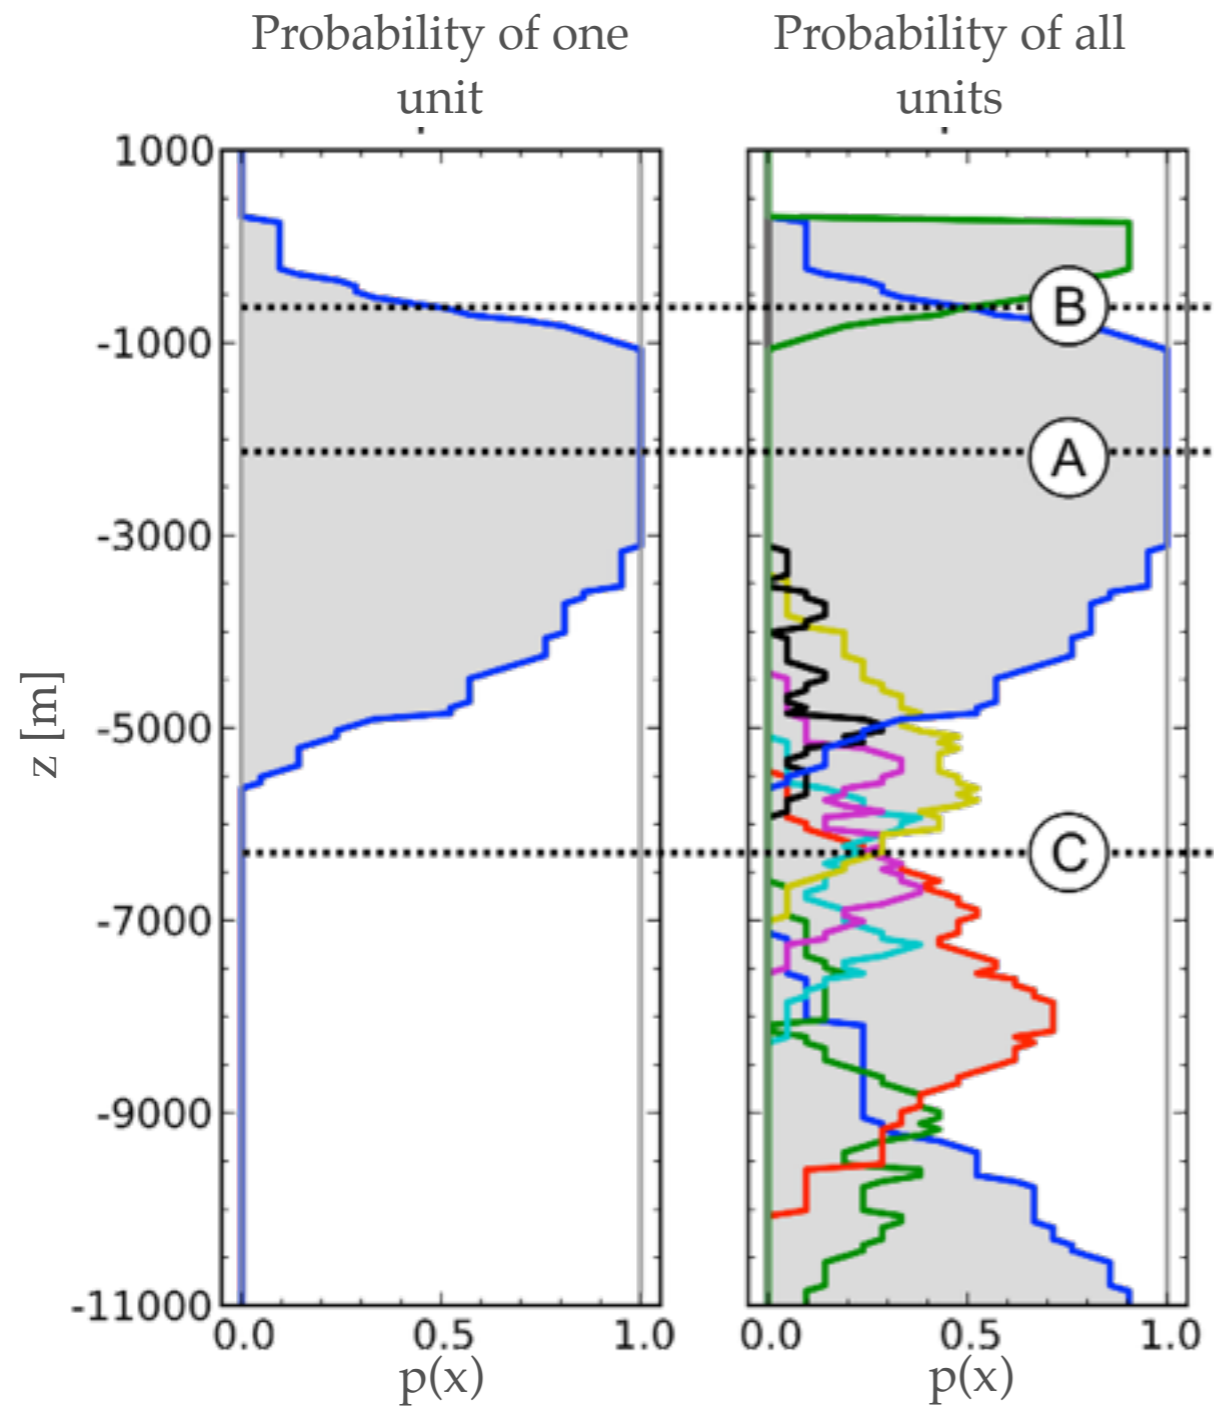 Probability of one
unit
Probability of all
units
1000
-1000
-3000
-5000
-7000
-9000
-11000
z [m]
B
A
C
0.0 0.5 1.0
0.0 0.5 1.0
p(x)
p(x)